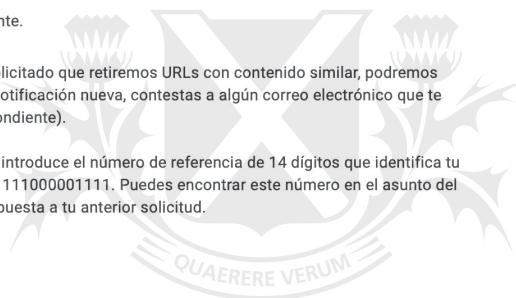 nte.
olicitado que retiremos URLs con contenido similar, podremos
otificación nueva, contestas a algún correo electrónico que te
ondiente).
introduce el número de referencia de 14 dígitos que identifica tu
111000001111. Puedes encontrar este número en el asunto del
puesta a tu anterior solicitud.
QUAERERE VERUM